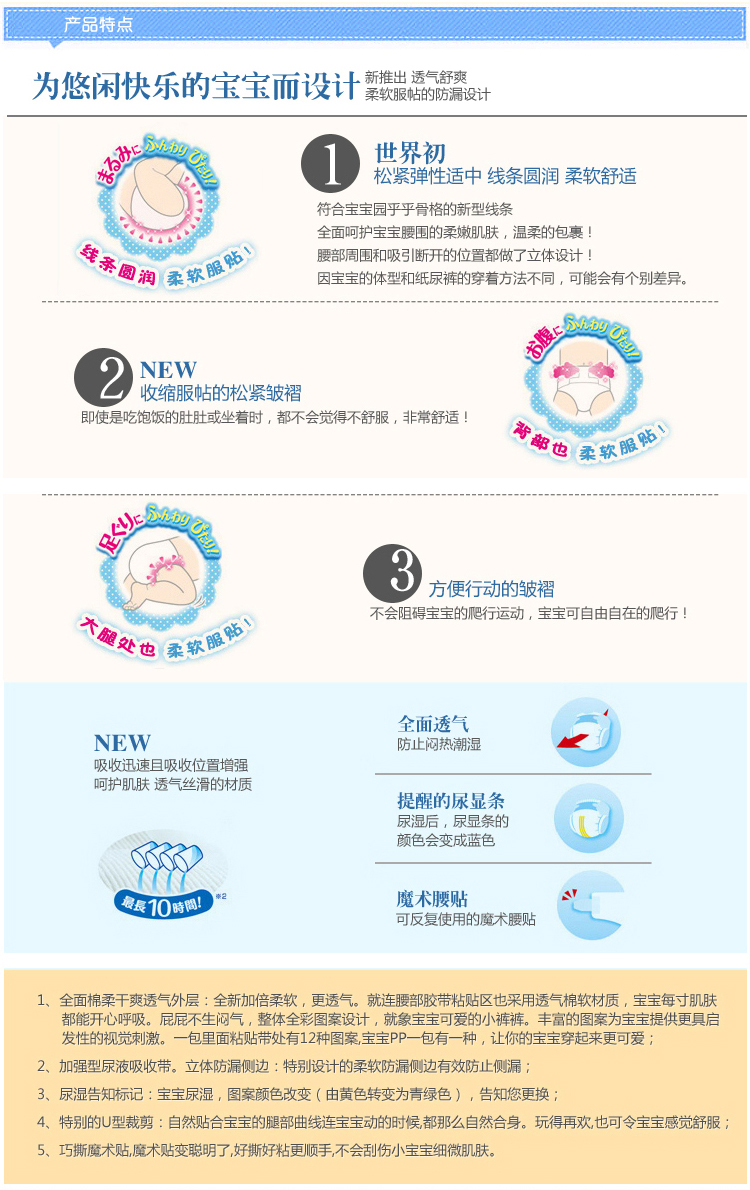 产品特点
为悠闲快乐的宝宝而设计
新推出 透气舒爽
柔软服帖的防漏设计
まるみに ふんわり ぴたり!
线条圆润 柔软服贴!
1
世界初
松紧弹性适中 线条圆润 柔软舒适
符合宝宝园乎乎骨格的新型线条
全面呵护宝宝腰围的柔嫩肌肤，温柔的包裹！
腰部周围和吸引断开的位置都做了立体设计！
因宝宝的体型和纸尿裤的穿着方法不同，可能会有个别差异。
2
NEW
收缩服帖的松紧皱褶
即使是吃饱饭的肚肚或坐着时，都不会觉得不舒服，非常舒适！
お腹に ふんわり ぴたり!
背部也 柔软服贴!
足ぐりに ふんわり ぴたり!
大腿处也 柔软服贴!
3
方便行动的皱褶
不会阻碍宝宝的爬行运动，宝宝可自由自在的爬行！
NEW
吸收迅速且吸收位置增强
呵护肌肤 透气丝滑的材质
最長10時間! ※2
全面透气
防止闷热潮湿
提醒的尿显条
尿湿后，尿显条的
颜色会变成蓝色
魔术腰贴
可反复使用的魔术腰贴
1、全面棉柔干爽透气外层：全新加倍柔软，更透气。就连腰部胶带粘贴区也采用透气棉软材质，宝宝每寸肌肤
都能开心呼吸。屁屁不生闷气，整体全彩图案设计，就象宝宝可爱的小裤裤。丰富的图案为宝宝提供更具启
发性的视觉刺激。一包里面粘贴带处有12种图案,宝宝PP一包有一种，让你的宝宝穿起来更可爱；
2、加强型尿液吸收带。立体防漏侧边：特别设计的柔软防漏侧边有效防止侧漏；
3、尿湿告知标记：宝宝尿湿，图案颜色改变（由黄色转变为青绿色），告知您更换；
4、特别的U型裁剪：自然贴合宝宝的腿部曲线连宝宝动的时候,都那么自然合身。玩得再欢,也可令宝宝感觉舒服；
5、巧撕魔术贴,魔术贴变聪明了,好撕好粘更顺手,不会刮伤小宝宝细微肌肤。